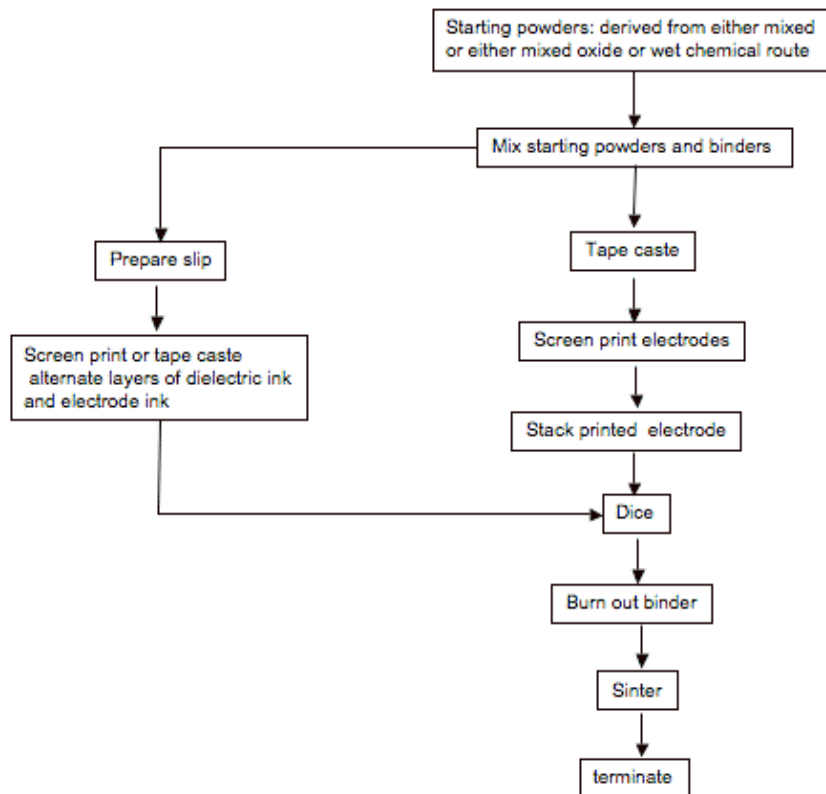 Starting powders: derived from either mixed
or either mixed oxide or wet chemical route
Mix starting powders and binders
Prepare slip
Tape caste
Screen print or tape caste
alternate layers of dielectric ink
and electrode ink
Screen print electrodes
Stack printed electrode
Dice
Burn out binder
Sinter
terminate